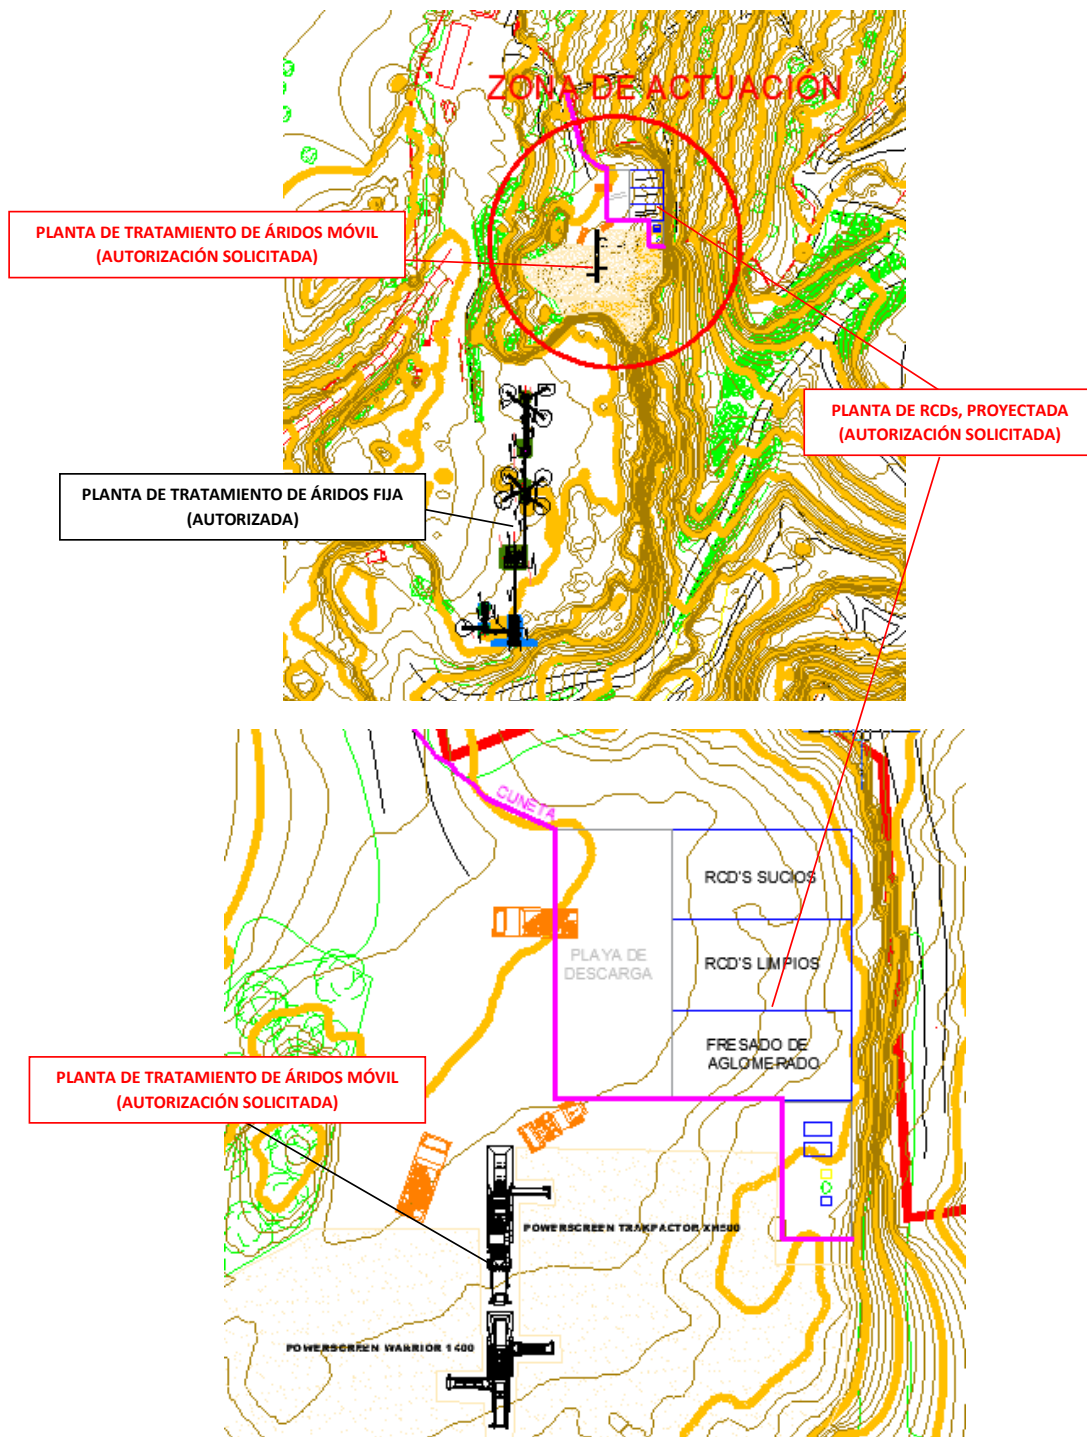 ZONA DE ACTUACIÓN
PLANTA DE TRATAMIENTO DE ÁRIDOS MÓVIL
(AUTORIZACIÓN SOLICITADA)
PLANTA DE RCDs, PROYECTADA
(AUTORIZACIÓN SOLICITADA)
PLANTA DE TRATAMIENTO DE ÁRIDOS FIJA
(AUTORIZADA)
CUNETA
RCD'S SUCIOS
PLAYA DE
DESCARGA
RCD'S LIMPIOS
FRESADO DE
AGLOMERADO
PLANTA DE TRATAMIENTO DE ÁRIDOS MÓVIL
(AUTORIZACIÓN SOLICITADA)
POWERSCREEN TRAKPACTOR XH500
POWERSCREEN WARRIOR 1400